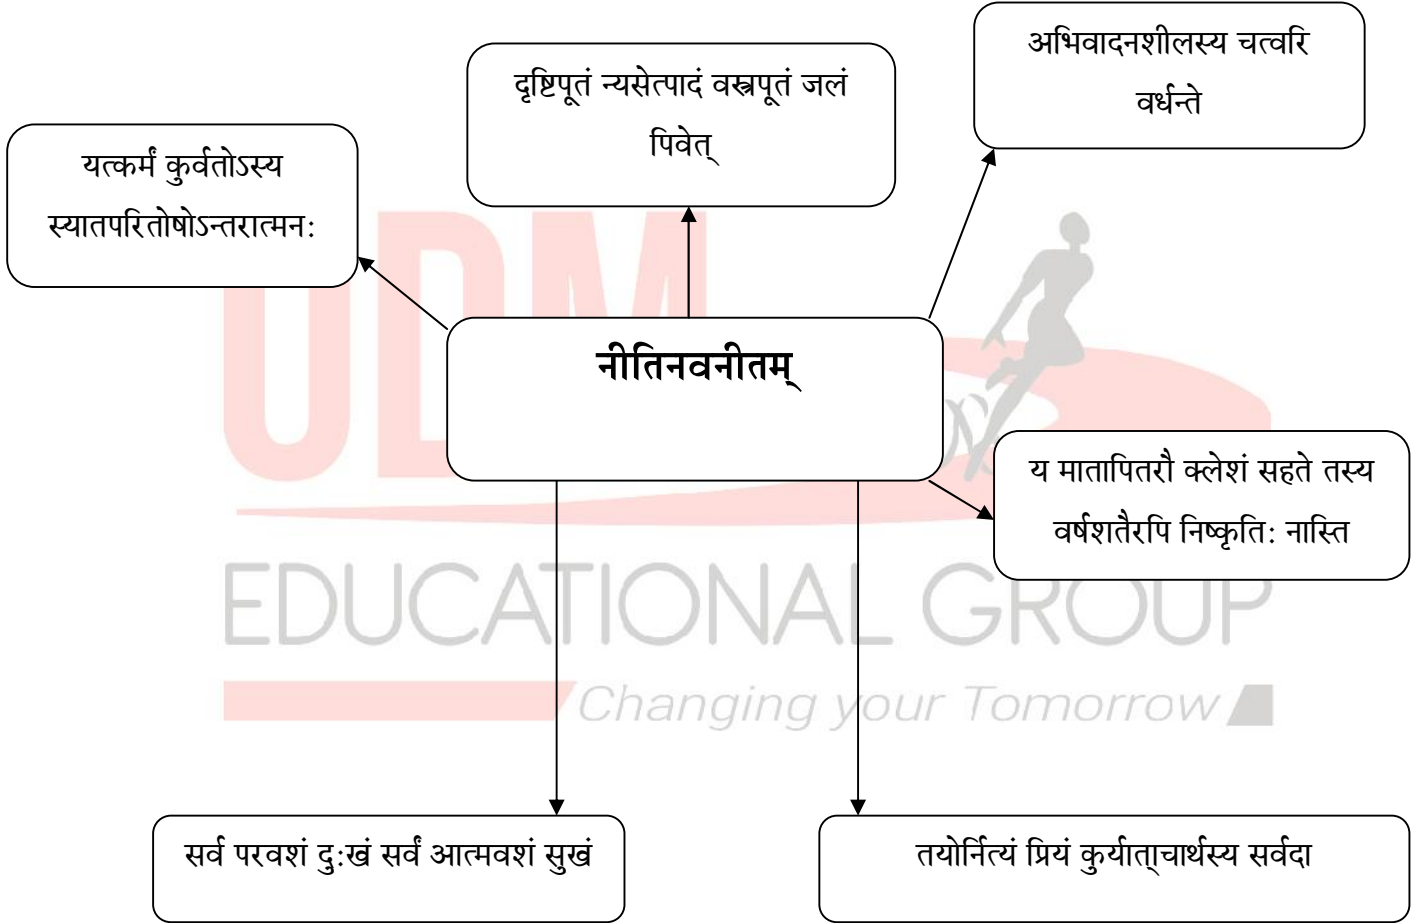 अभिवादनशीलस्य चत्वरि
वर्धन्ते
दृष्टिपूतं न्यसेत्पादं वस्त्रपूतं जलं
पिवेत्
यत्कर्मं कुर्वतोऽस्य
स्यातपरितोषोऽन्तरात्मन:
नीतिनवनीतम्
य मातापितरौ क्लेशं सहते तस्य
वर्षशतैरपि निष्कृति: नास्ति
सर्व परवशं दु:खं सर्वं आत्मवशं सुखं
तयोर्नित्यं प्रियं कुर्यात्ाचार्थस्य सर्वदा
UDM
EDUCATIONAL GROUP
Changing your Tomorrow